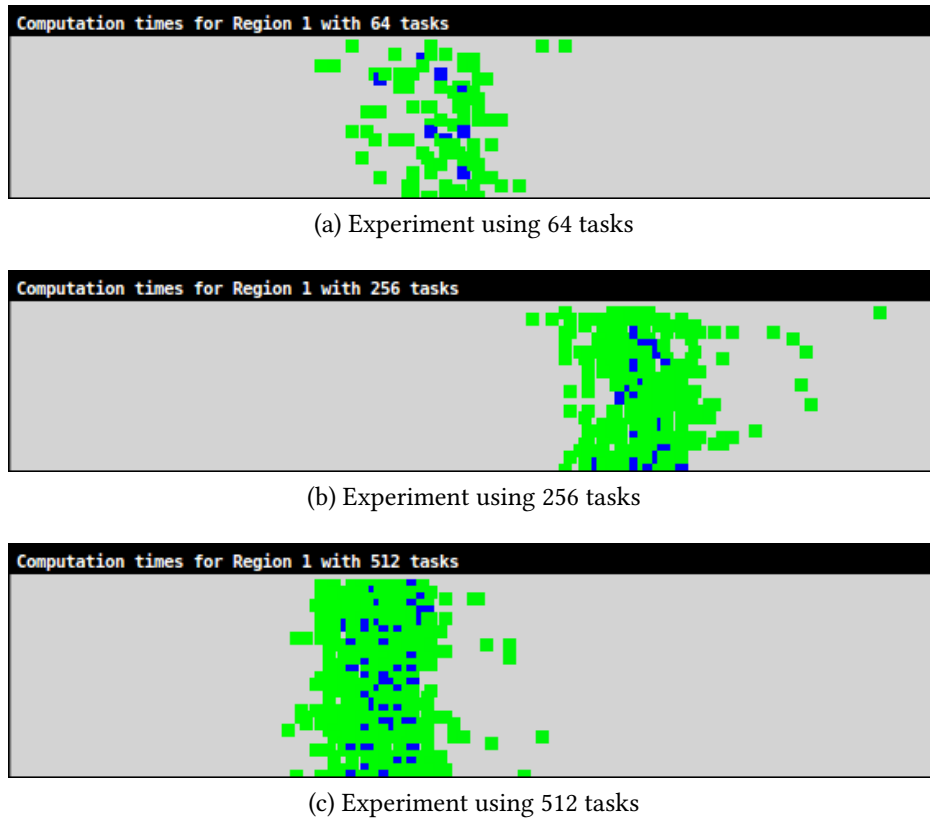 Computation times for Region 1 with 64 tasks
(a) Experiment using 64 tasks
Computation times for Region 1 with 256 tasks
(b) Experiment using 256 tasks
Computation times for Region 1 with 512 tasks
(c) Experiment using 512 tasks